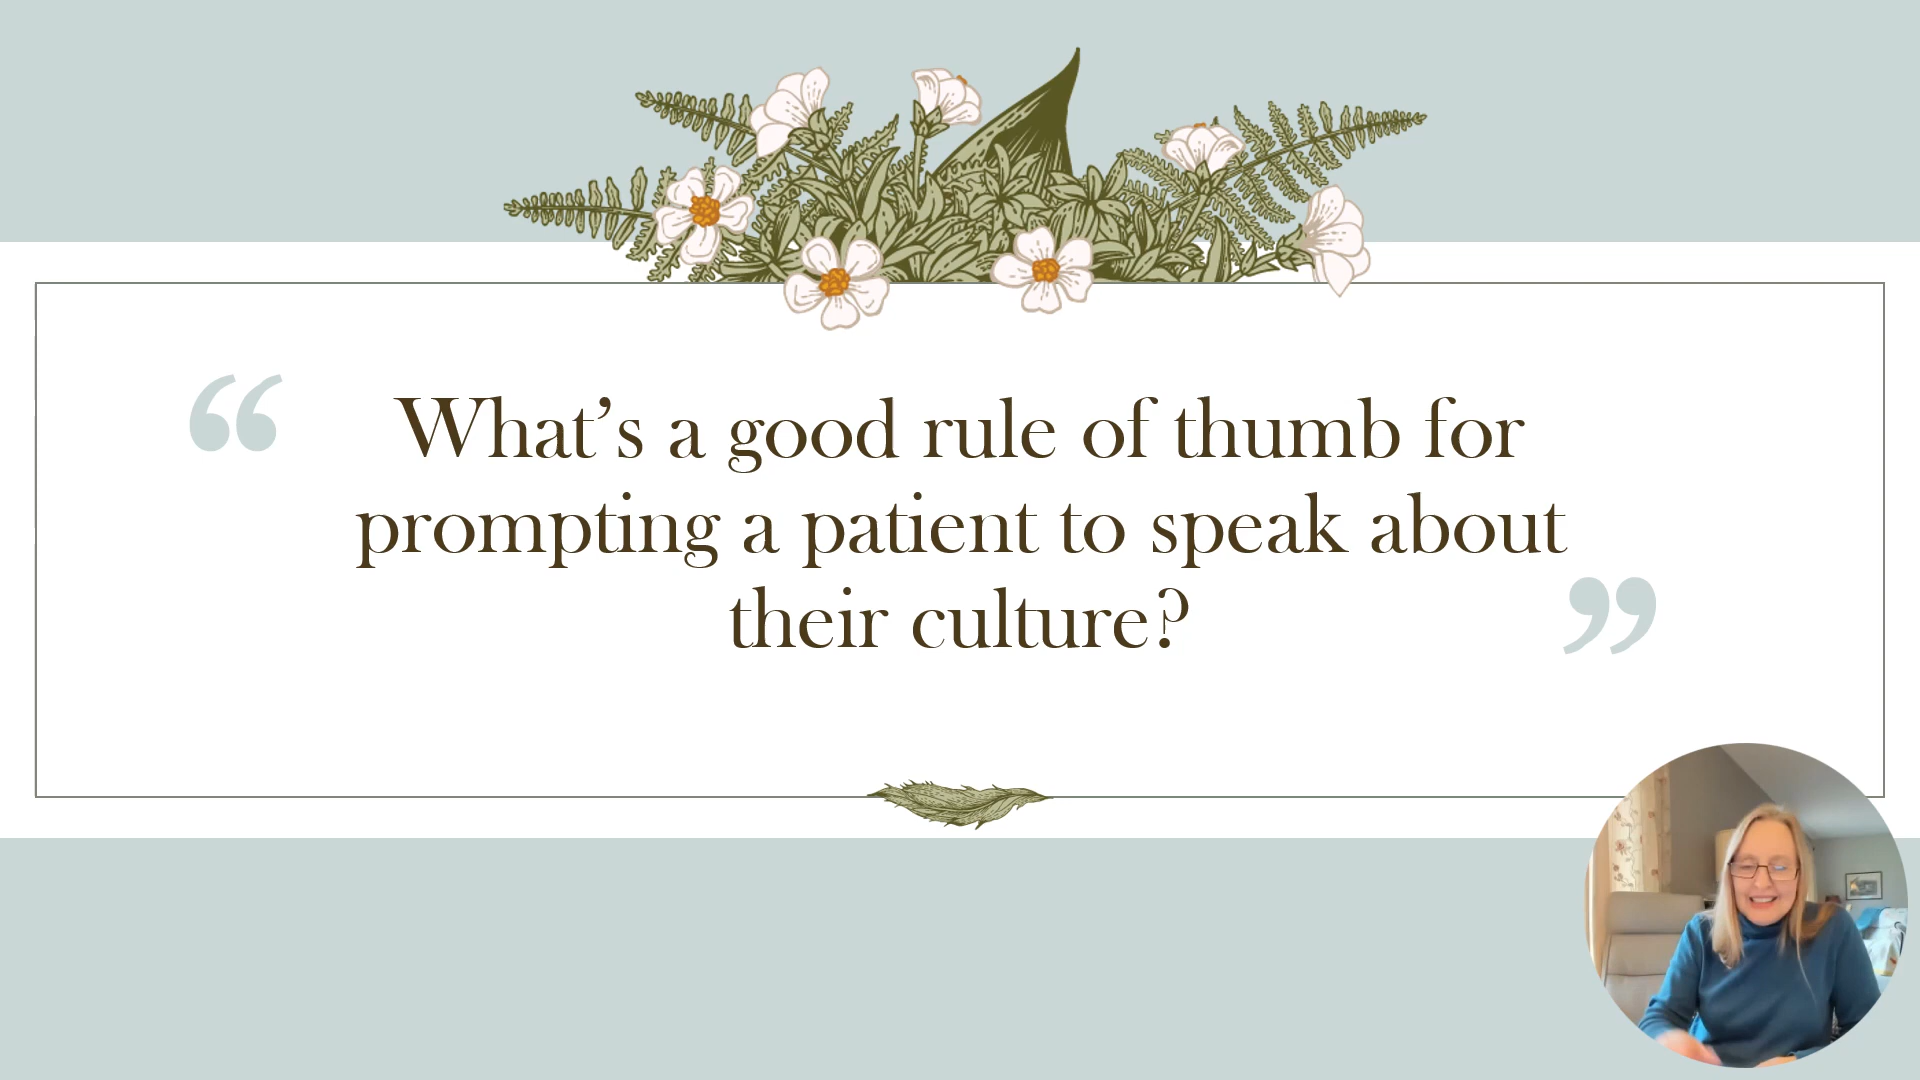 “
What’s a good rule of thumb for
prompting a patient to speak about
their culture?
”